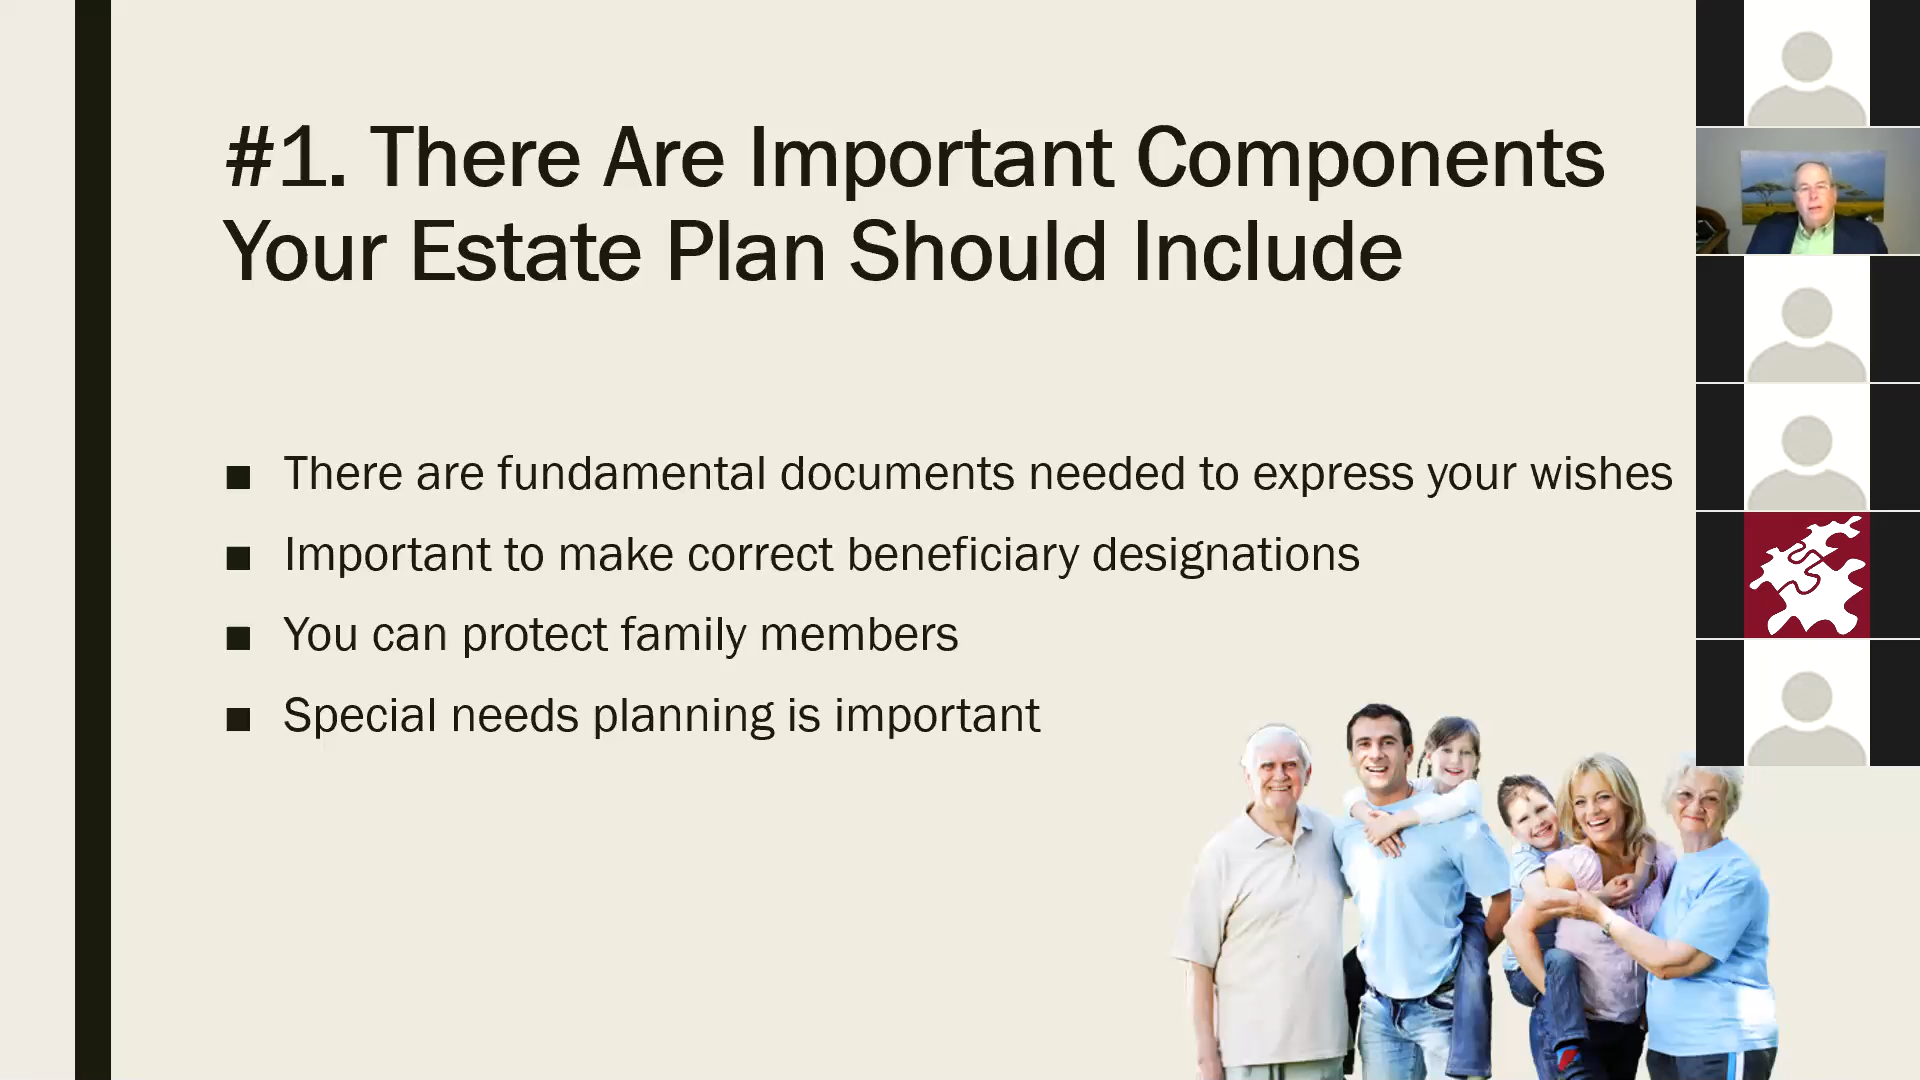 #1. There Are Important Components
Your Estate Plan Should Include
■ There are fundamental documents needed to express your wishes
■ Important to make correct beneficiary designations
■ You can protect family members
■ Special needs planning is important